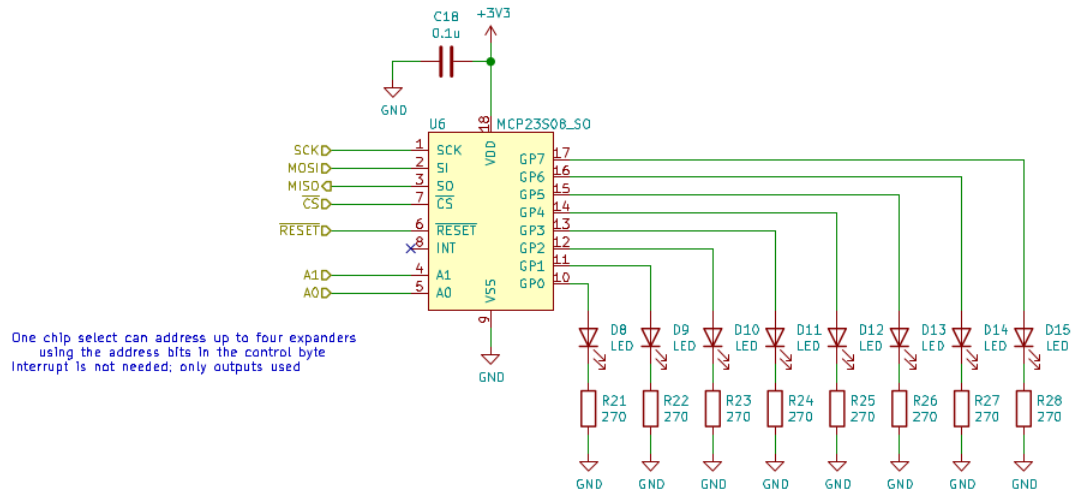 C18
0.1u
+3V3
GND
U6
MCP23S08_SO
18
VDD
SCK
1
SCK
MOSI
2
SI
MISO
3
SO
CS
7
CS
RESET
6
RESET
8
INT
A1
4
A1
A0
5
A0
GP7
17
GP6
16
GP5
15
GP4
14
GP3
13
GP2
12
GP1
11
GP0
10
VSS
9
GND
One chip select can address up to four expanders
using the address bits in the control byte
Interrupt is not needed; only outputs used
D8
LED
D9
LED
D10
LED
D11
LED
D12
LED
D13
LED
D14
LED
D15
LED
R21
270
R22
270
R23
270
R24
270
R25
270
R26
270
R27
270
R28
270
GND
GND
GND
GND
GND
GND
GND
GND